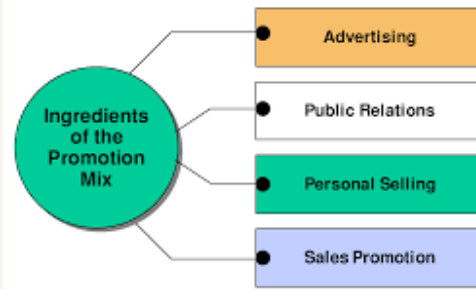 Ingredients
of the
Promotion
Mix
Advertising
Public Relations
Personal Selling
Sales Promotion